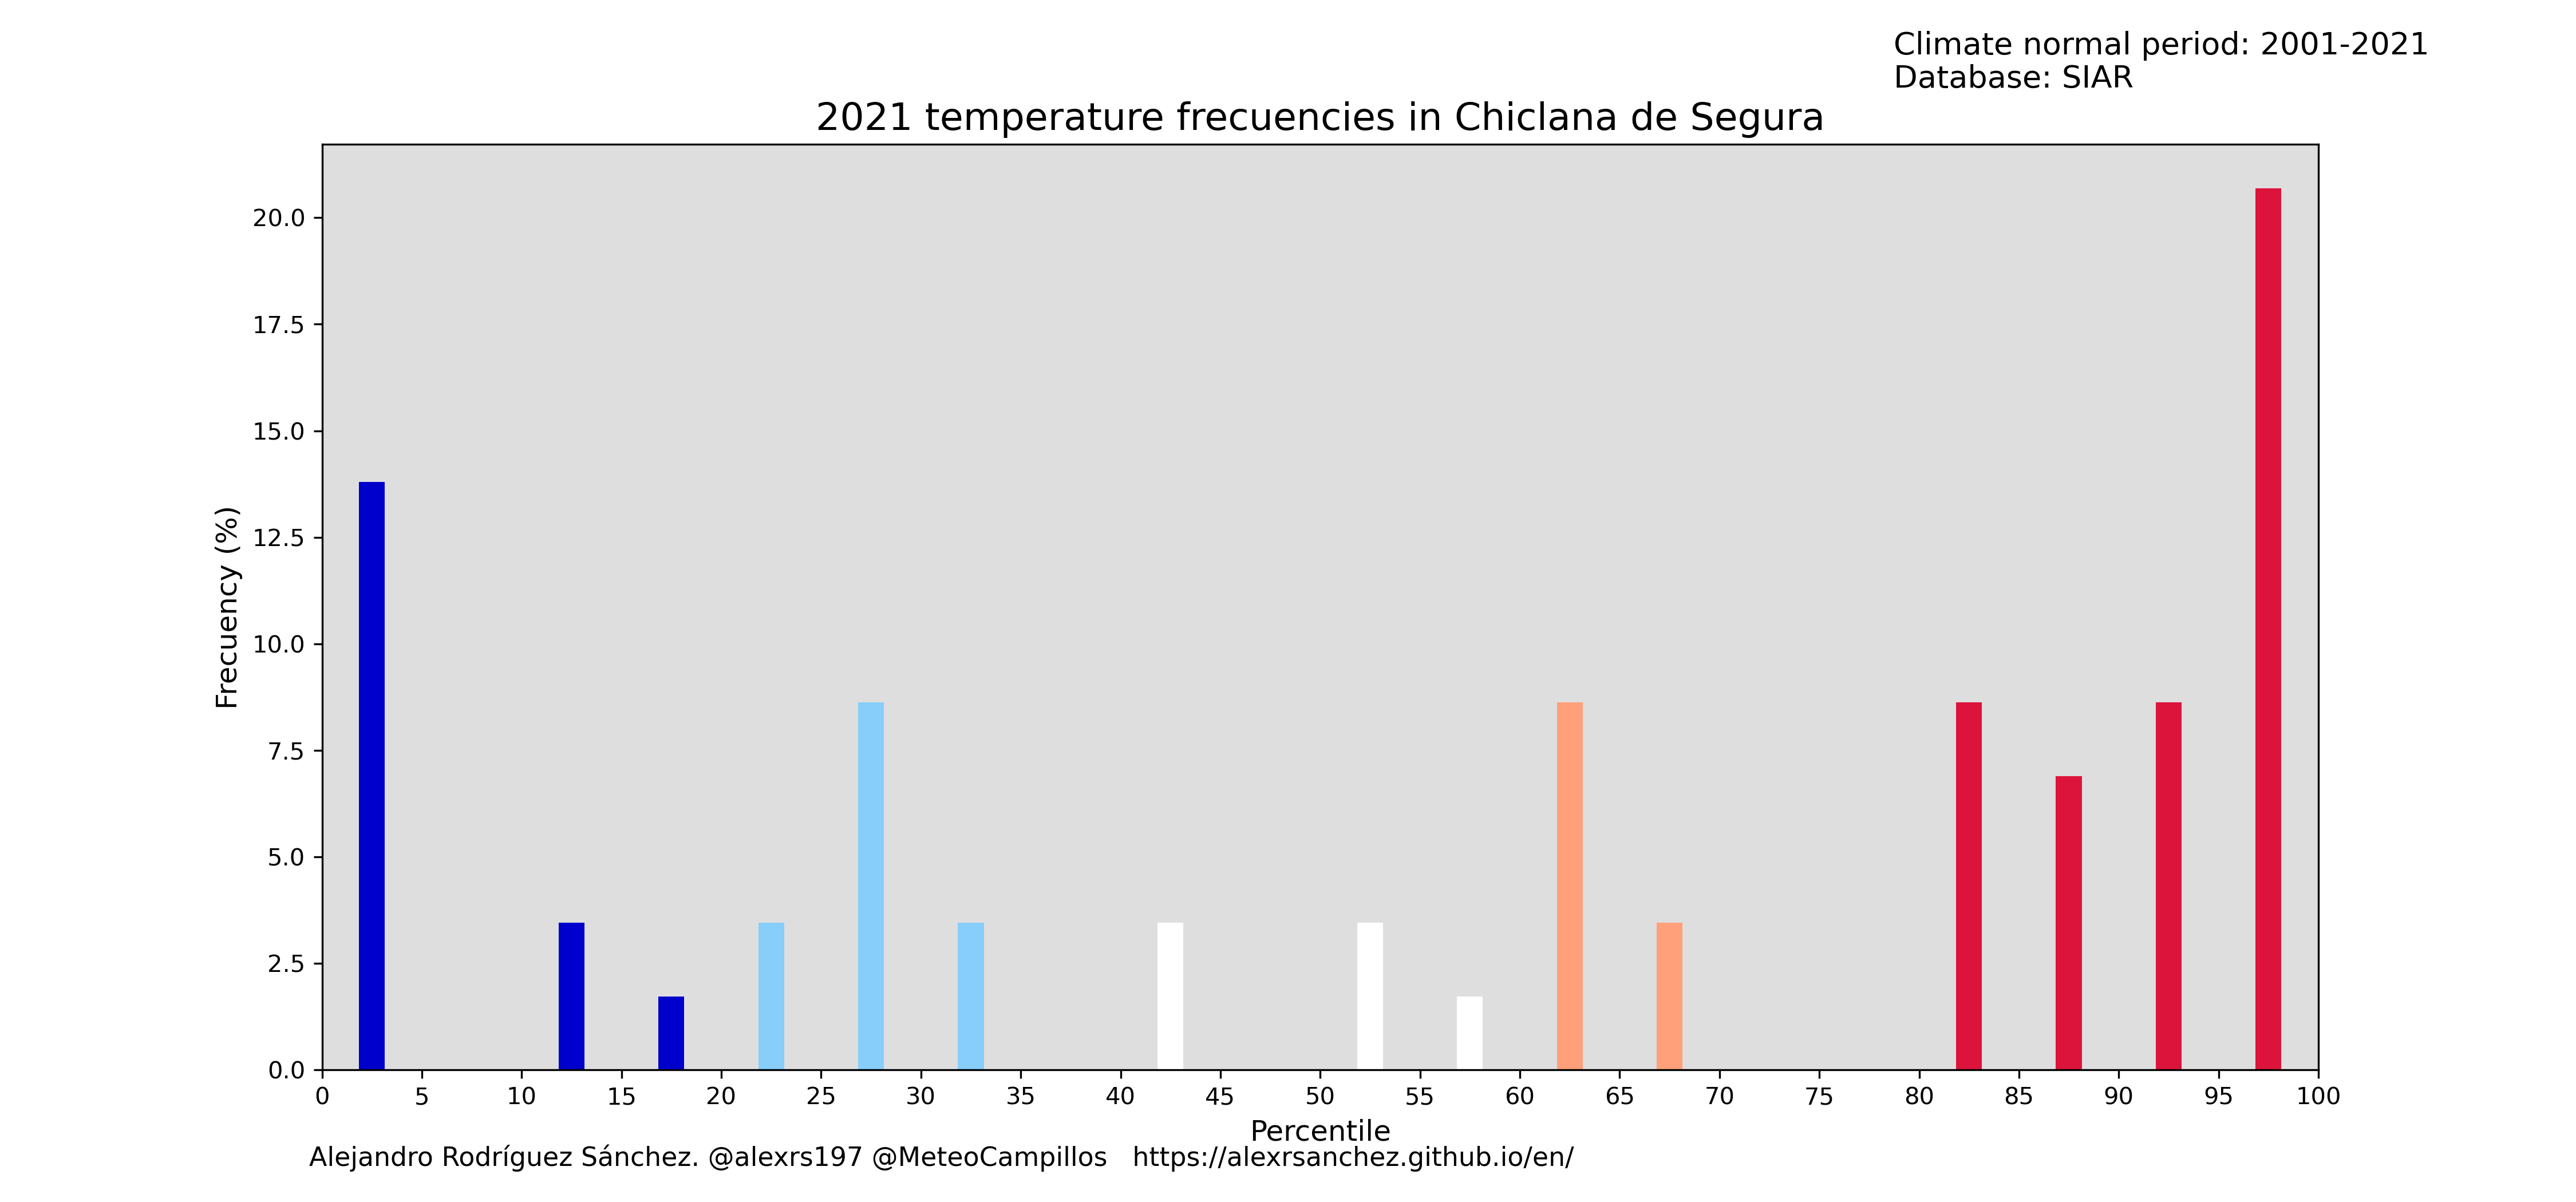 Climate normal period: 2001-2021
Database: SIAR
2021 temperature frecuencies in Chiclana de Segura
20.0
17.5
15.0
12.5
10.0
7.5
5.0
2.5
0.0
Frecuency (%)
0 5 10 15 20 25 30 35 40 45 50 55 60 65 70 75 80 85 90 95 100
Percentile
Alejandro Rodríguez Sánchez. @alexrs197 @MeteoCampillos https://alexrsanchez.github.io/en/